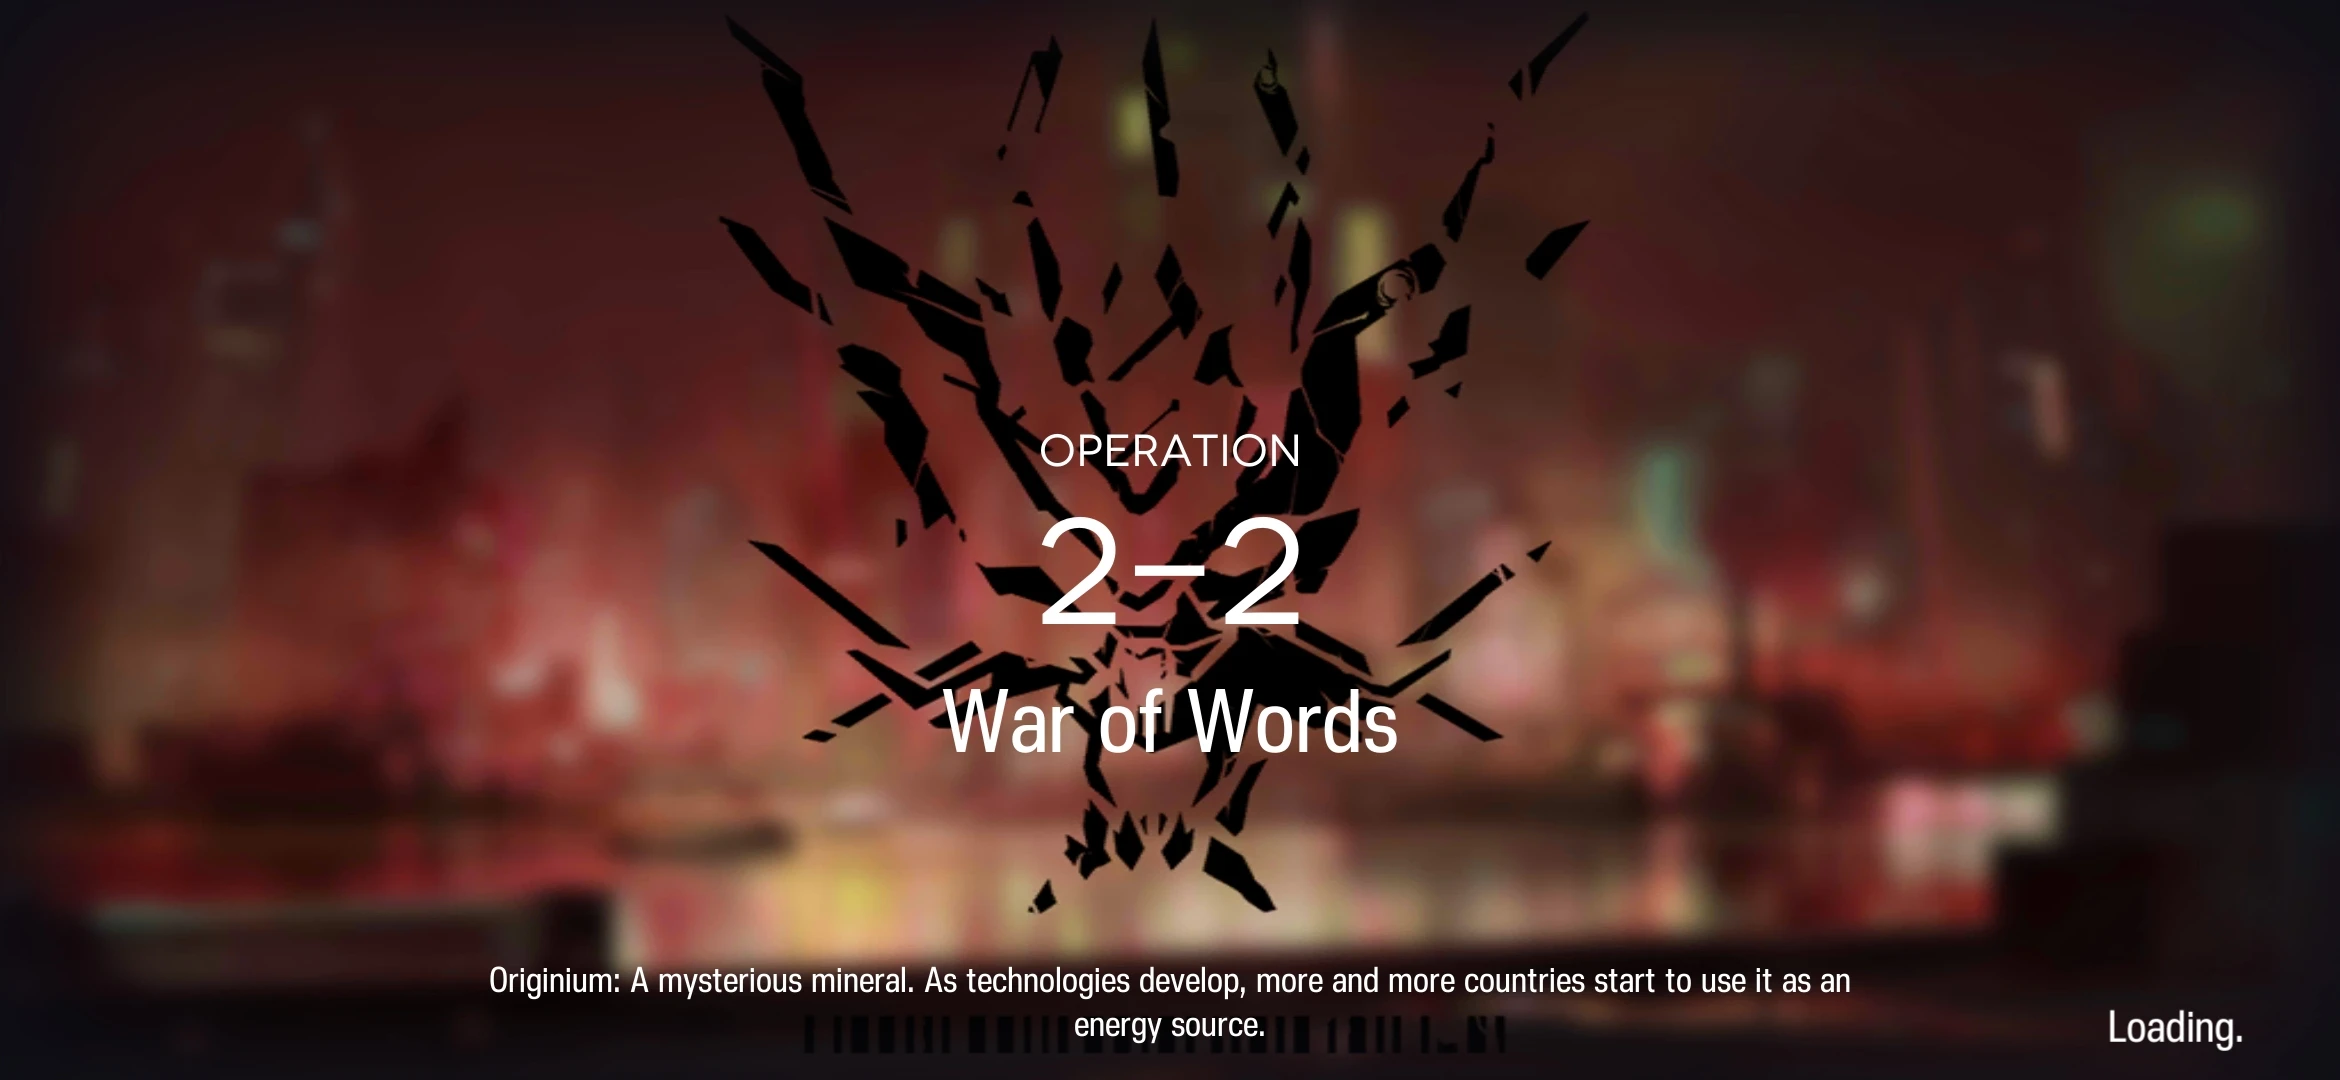 OPERATION
2-2
War of Words
Originium: A mysterious mineral. As technologies develop, more and more countries start to use it as an
energy source.
Loading.